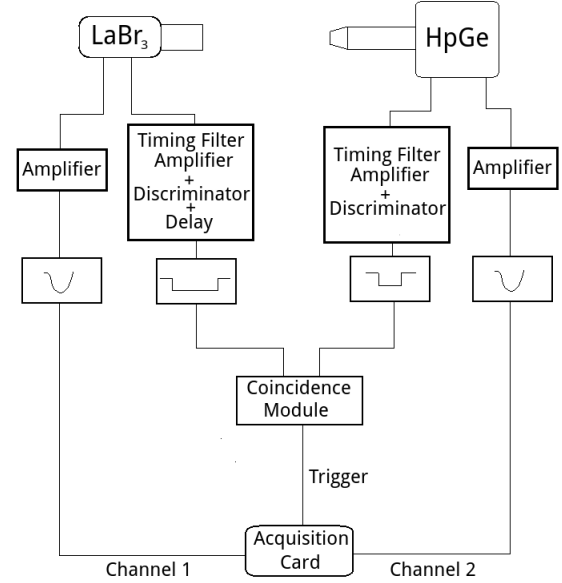 LaBr₃
HpGe
Amplifier
Timing Filter
Amplifier
+
Discriminator
+
Delay
Timing Filter
Amplifier
+
Discriminator
Amplifier
Coincidence
Module
Trigger
Acquisition
Card
Channel 1
Channel 2